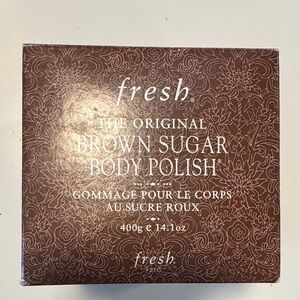 fresh®
THE ORIGINAL
BROWN SUGAR
BODY POLISH®
GOMMAGE POUR LE CORPS
AU SUCRE ROUX
400g ℮ 14.1oz
fresh